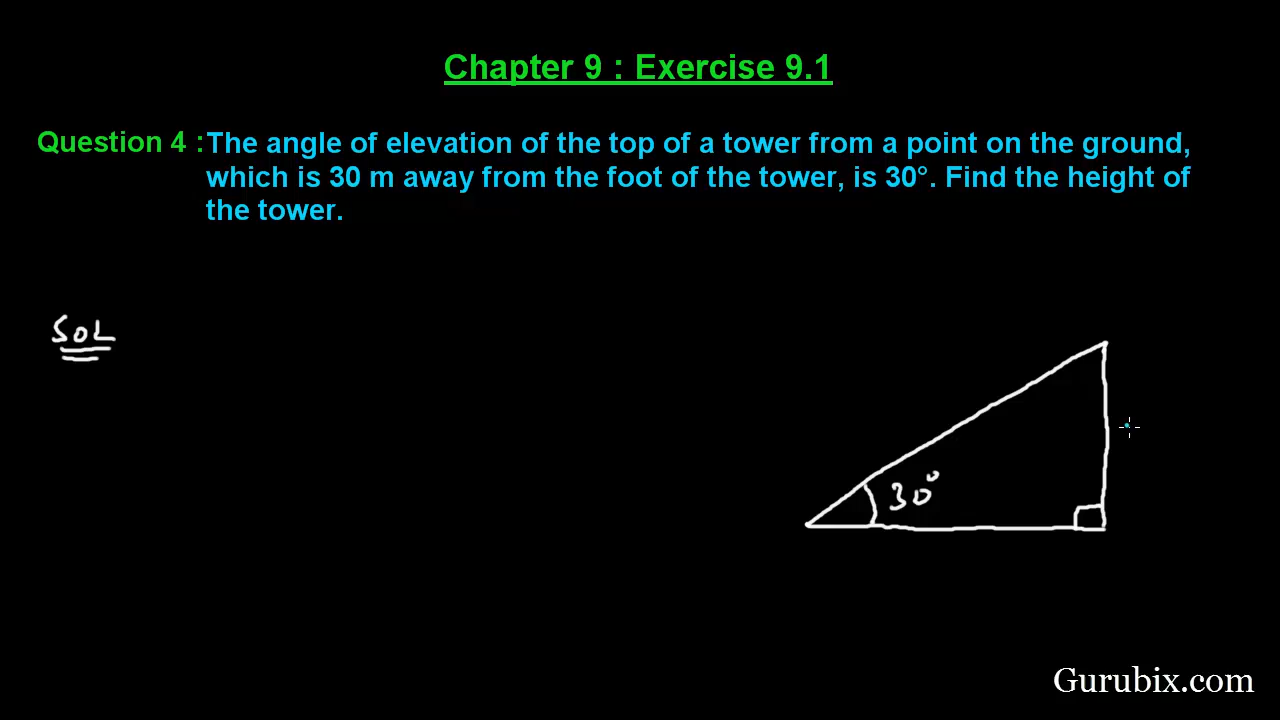 Chapter 9 : Exercise 9.1
Question 4 : The angle of elevation of the top of a tower from a point on the ground,
which is 30 m away from the foot of the tower, is 30°. Find the height of
the tower.
SOL
30°
Gurubix.com